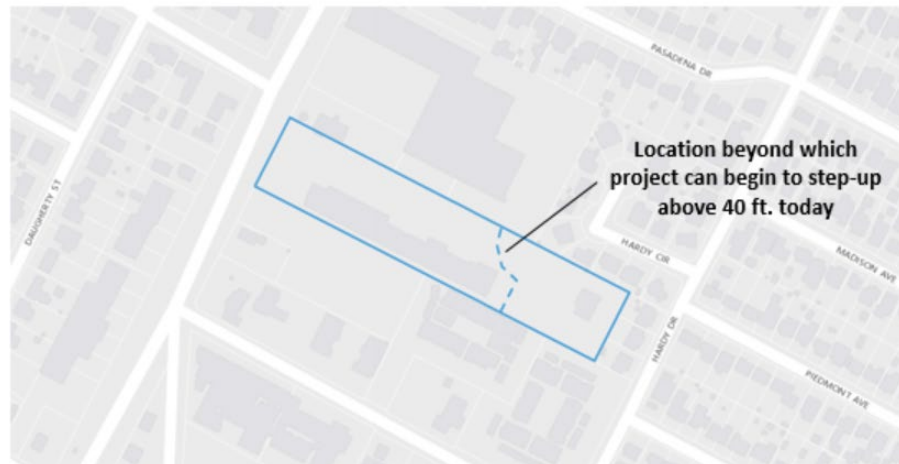 PASADENA DR
Location beyond which
project can begin to step-up
above 40 ft. today
DAUGHERTY ST
HARDY CIR
MADISON AVE
HARDY DR
PIEDMONT AVE